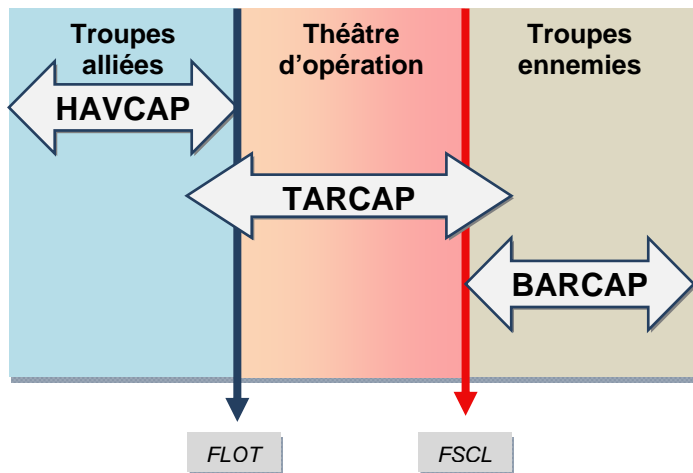 Troupes
alliées
Théâtre
d'opération
Troupes
ennemies
HAVCAP
TARCAP
BARCAP
FLOT
FSCL